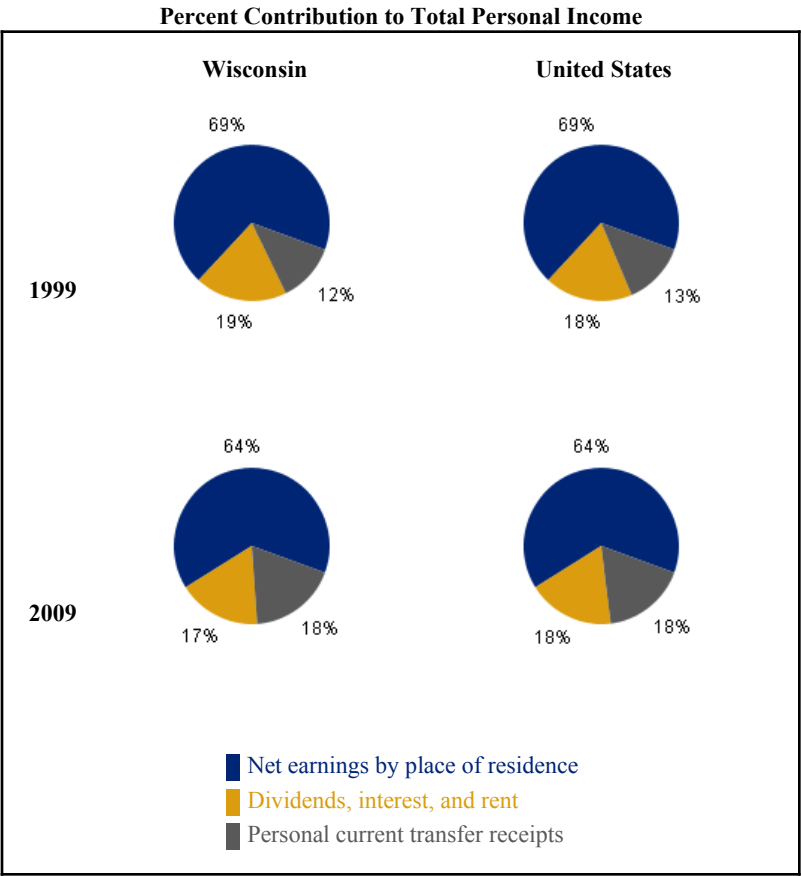 Percent Contribution to Total Personal Income
Wisconsin United States
69% 69%
1999
12% 13%
19% 18%
64% 64%
2009
17% 18% 18% 18%
Net earnings by place of residence
Dividends, interest, and rent
Personal current transfer receipts